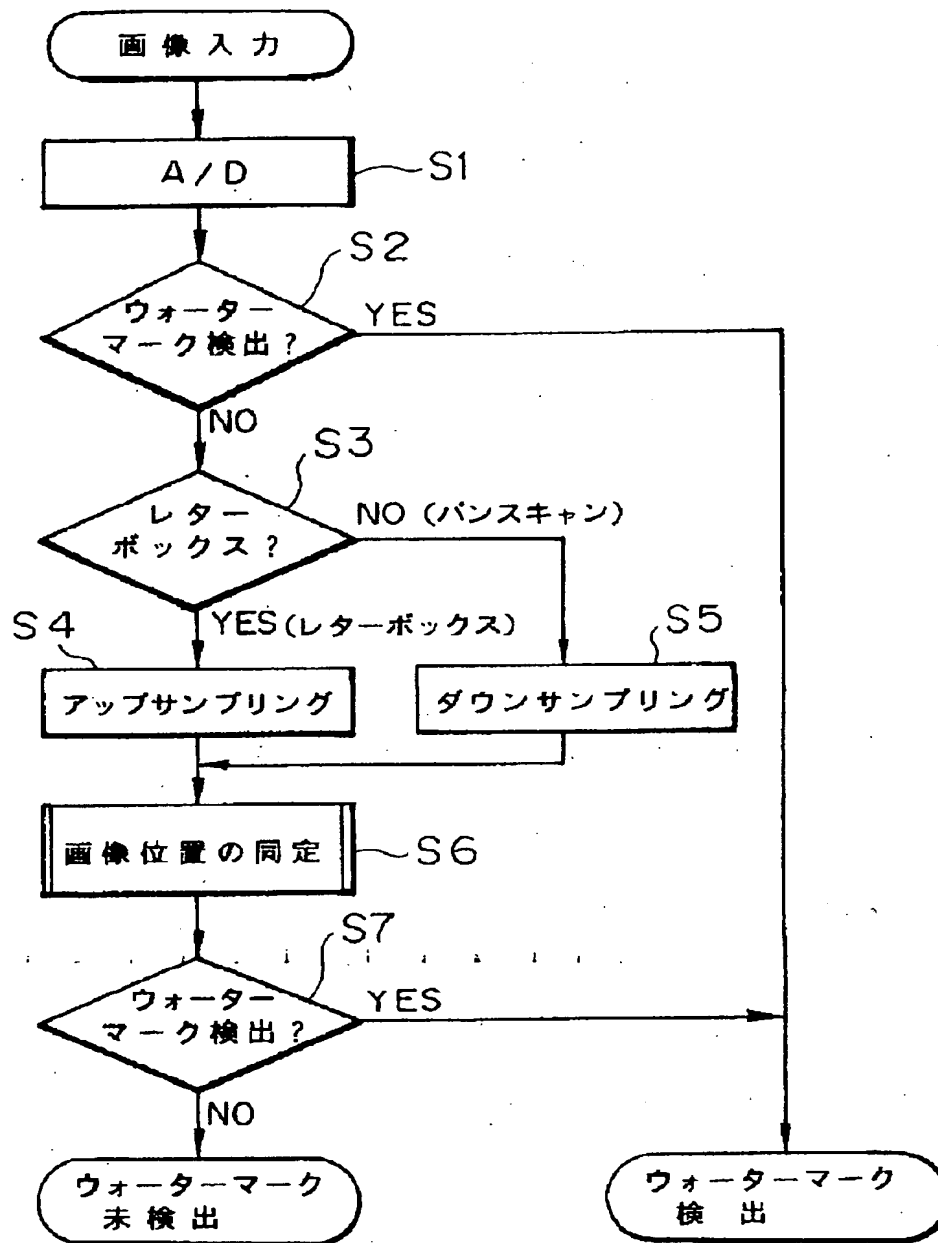 画像入力
A/D
S1
S2
ウォーター
マーク検出?
YES
NO
S3
レター
ボックス?
NO(パンスキャン)
YES(レターボックス)
S4
アップサンプリング
S5
ダウンサンプリング
画像位置の同定
S6
S7
ウォーター
マーク検出?
YES
NO
ウォーターマーク
未検出
ウォーターマーク
検出